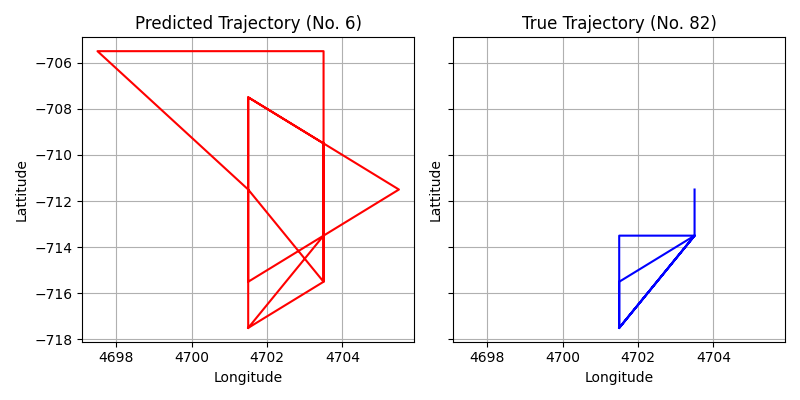 Predicted Trajectory (No. 6)
True Trajectory (No. 82)
−706
−708
−710
−712
−714
−716
−718
Lattitude
Lattitude
4698 4700 4702 4704
4698 4700 4702 4704
Longitude
Longitude